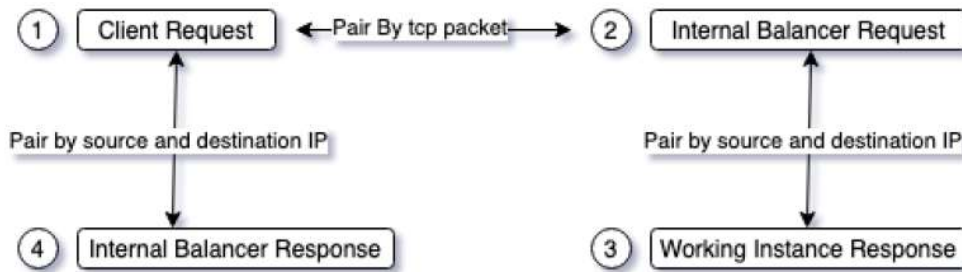 1 Client Request Pair By tcp packet 2 Internal Balancer Request
Pair by source and destination IP Pair by source and destination IP
4 Internal Balancer Response 3 Working Instance Response